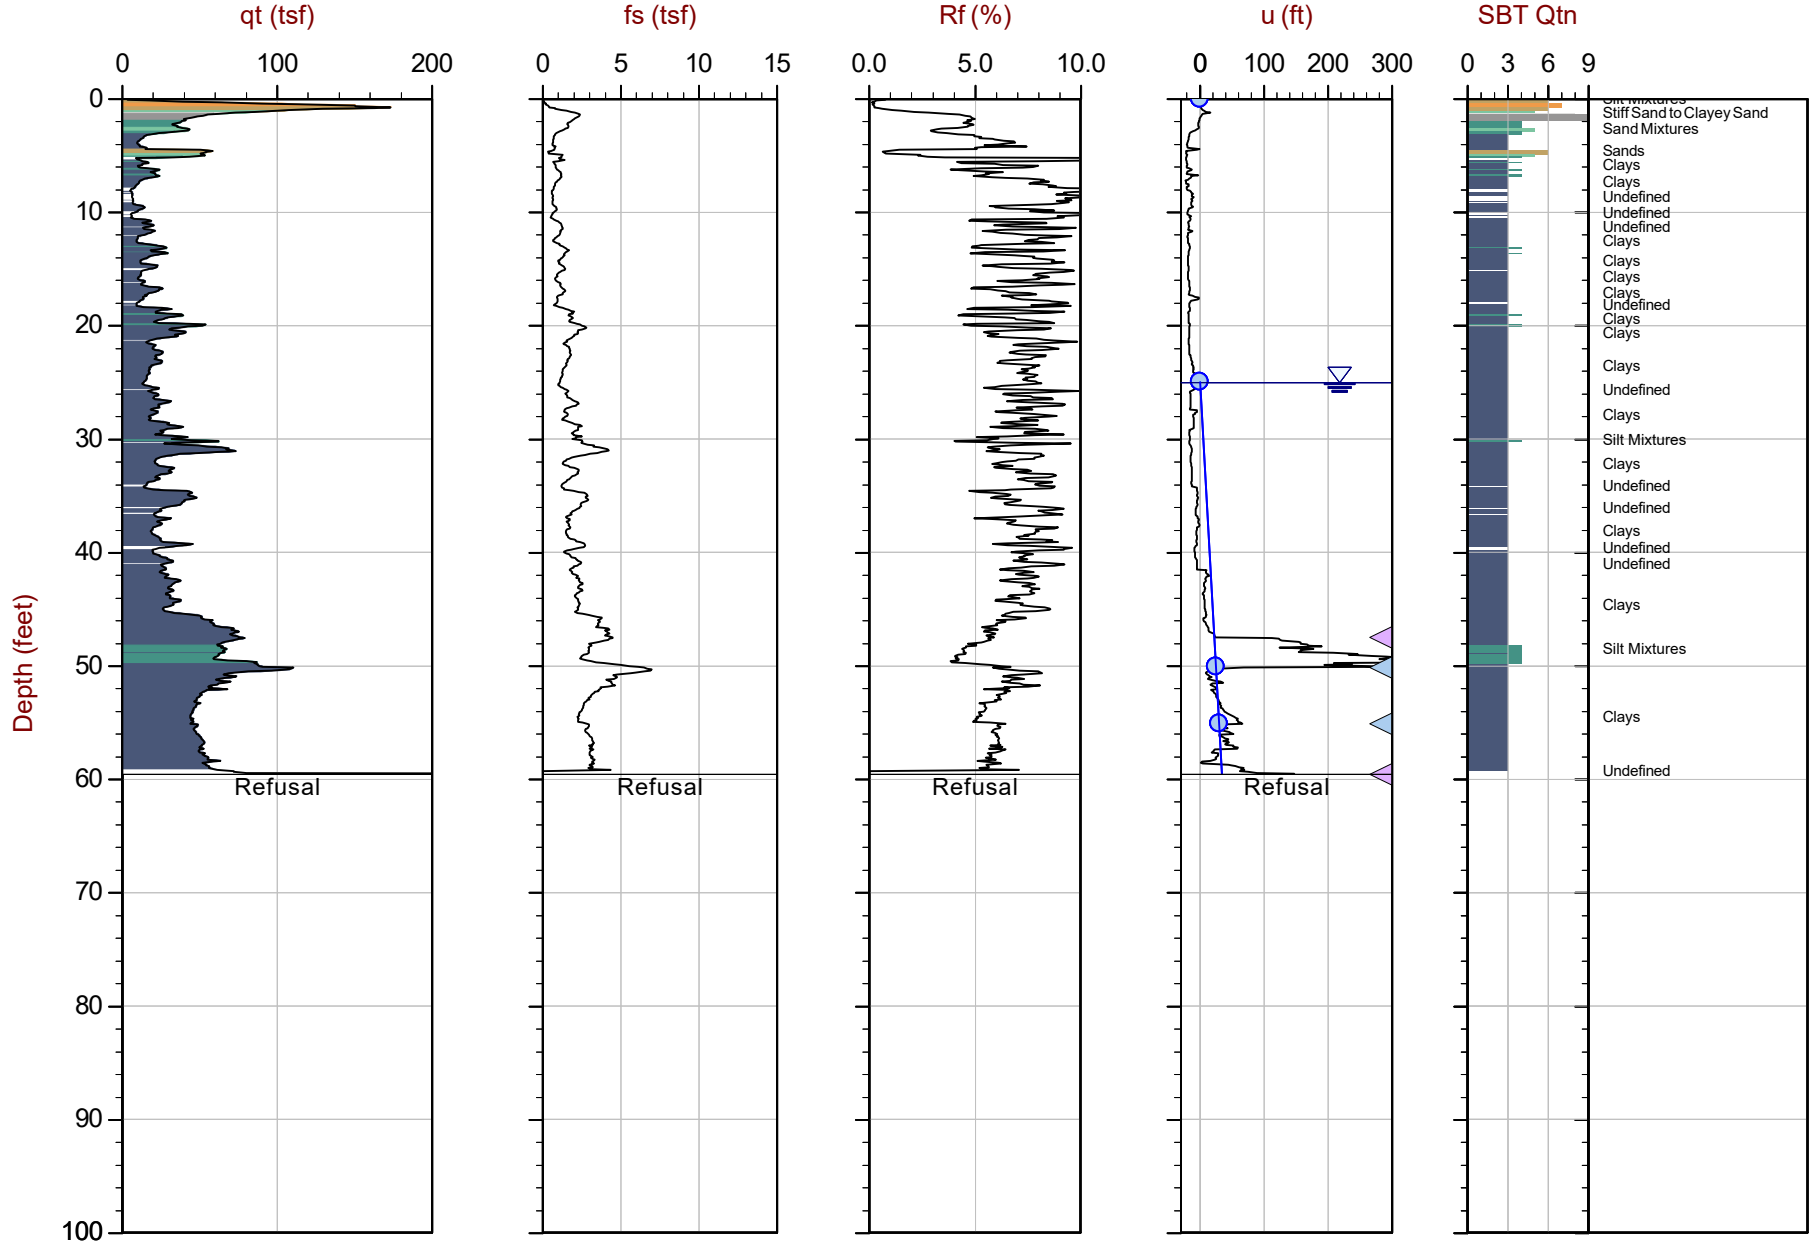 qt (tsf) fs (tsf) Rf (%) u (ft) SBT Qtn
0 100 200 0 5 10 15 0.0 5.0 10.0 0 100 200 300 0 3 6 9
0
Silt Mixtures
Stiff Sand to Clayey Sand
Sand Mixtures
Sands
Clays
Clays
Undefined
10
Undefined
Undefined
Clays
Clays
Clays
Clays
Undefined
Clays
20
Clays
Clays
Undefined
Clays
30
Silt Mixtures
Clays
Undefined
Undefined
Clays
40
Undefined
Undefined
Clays
Silt Mixtures
50
Clays
Undefined
60
Refusal Refusal Refusal Refusal
70
80
90
100
Depth (feet)